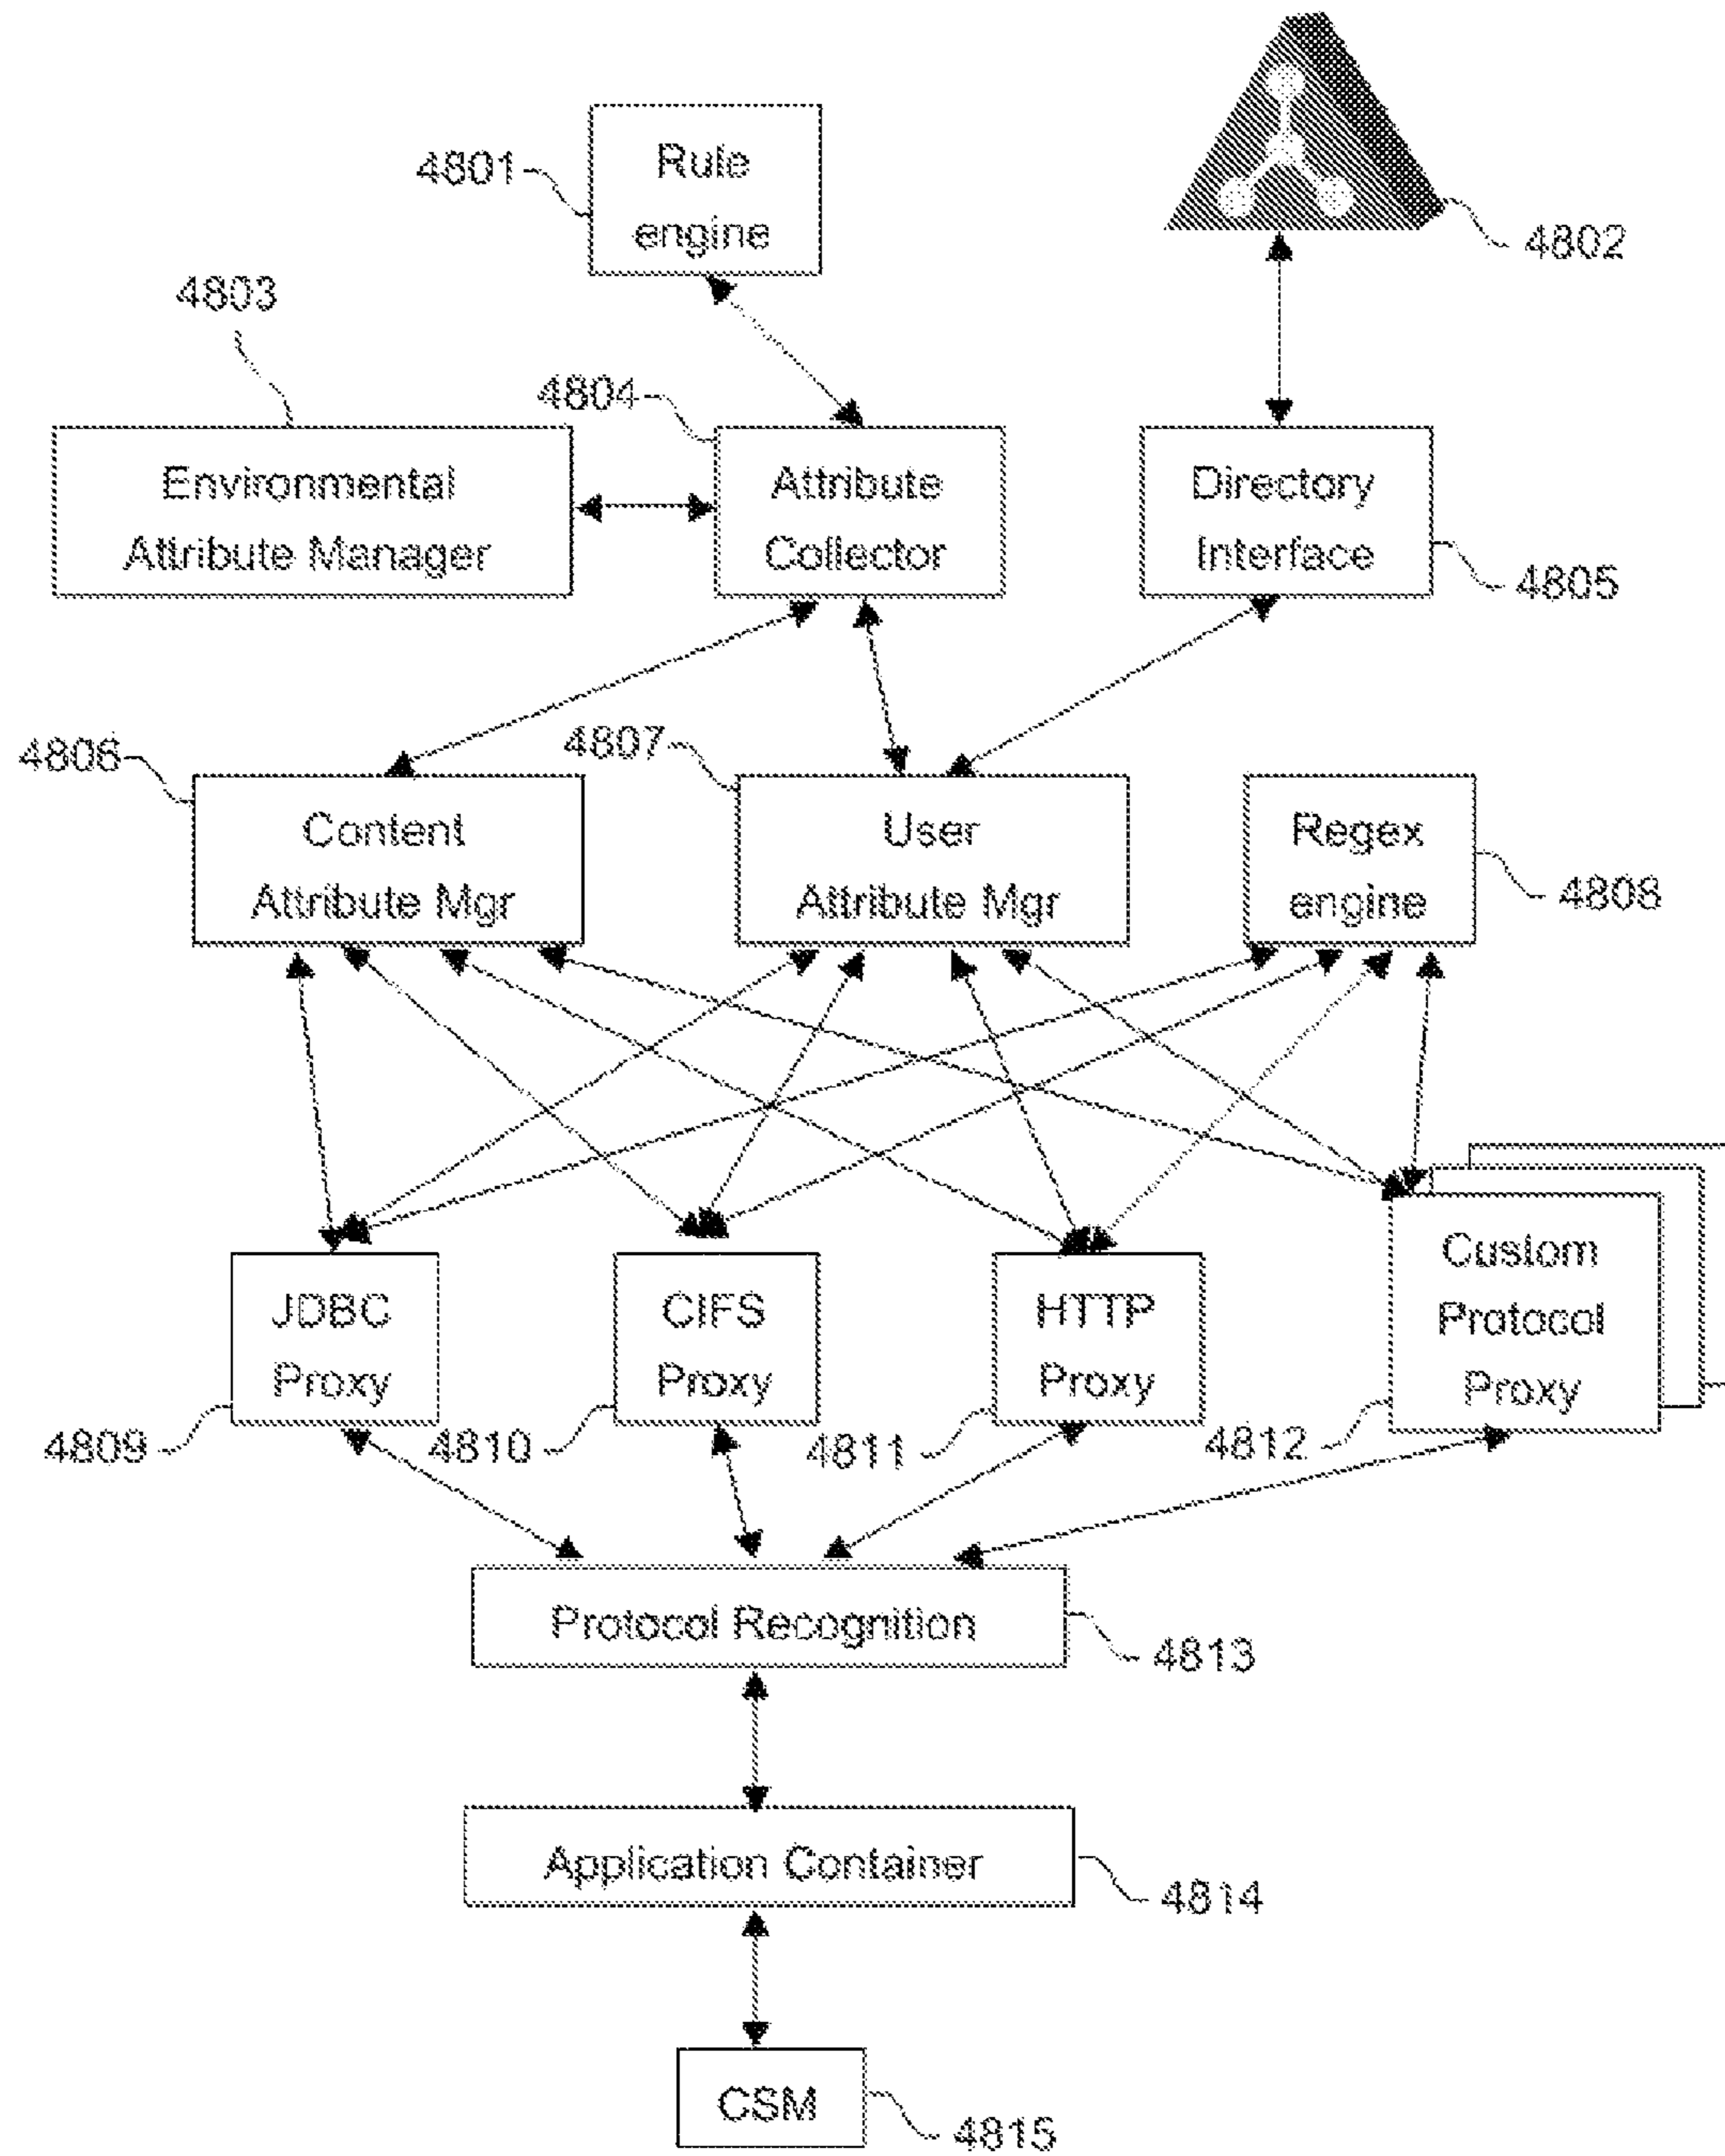 4801
Rule
engine
4802
4803
4804
Environmental
Attribute Manager
Attribute
Collector
Directory
Interface
4805
4806
4807
Content
Attribute Mgr
User
Attribute Mgr
Regex
engine
4808
JDBC
Proxy
CIFS
Proxy
HTTP
Proxy
Custom
Protocol
Proxy
4809
4810
4811
4812
Protocol Recognition
4813
Application Container
4814
CSM
4815